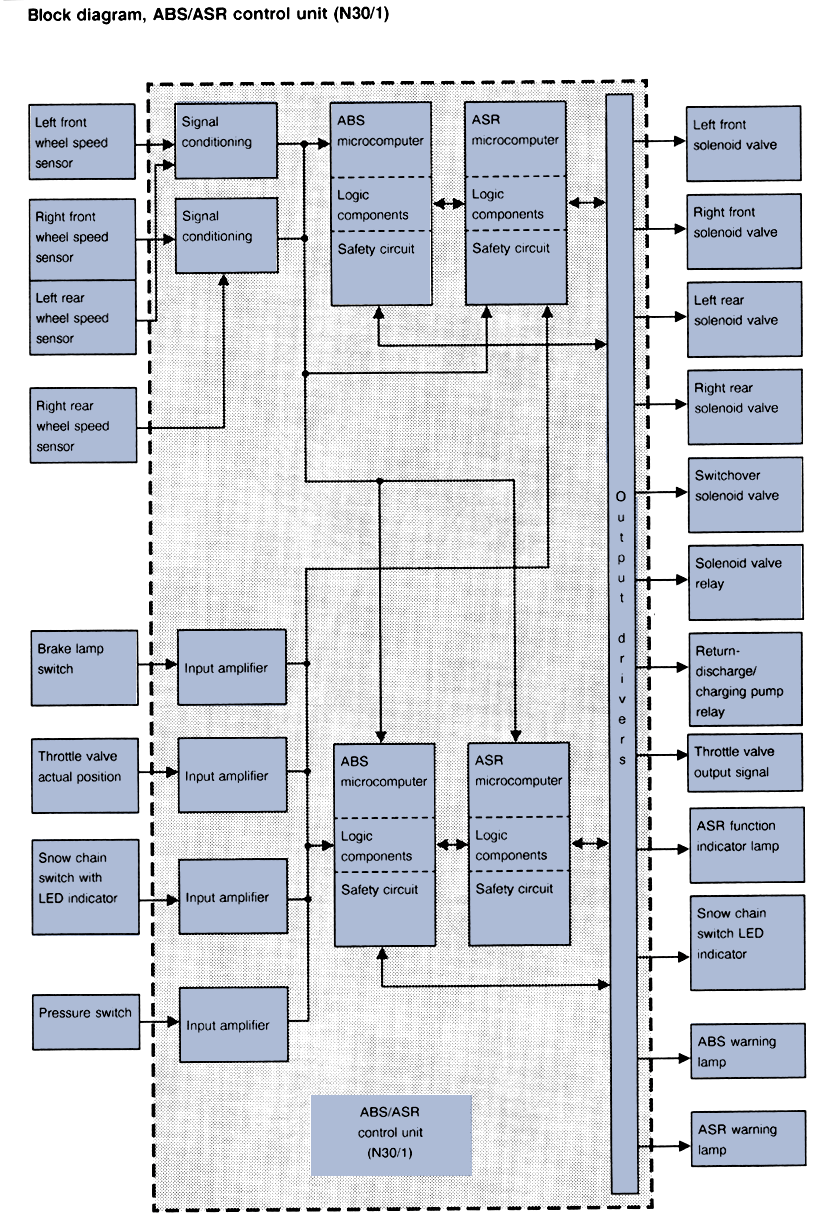 Block diagram, ABS/ASR control unit (N30/1)
Left front
wheel speed
sensor
Right front
wheel speed
sensor
Left rear
wheel speed
sensor
Right rear
wheel speed
sensor
Brake lamp
switch
Throttle valve
actual position
Snow chain
switch with
LED indicator
Pressure switch
Signal
conditioning
Signal
conditioning
Input amplifier
Input amplifier
Input amplifier
Input amplifier
ABS
microcomputer
Logic
components
Safety circuit
ASR
microcomputer
Logic
components
Safety circuit
ABS
microcomputer
Logic
components
Safety circuit
ASR
microcomputer
Logic
components
Safety circuit
ABS/ASR
control unit
(N30/1)
Output drivers
Left front
solenoid valve
Right front
solenoid valve
Left rear
solenoid valve
Right rear
solenoid valve
Switchover
solenoid valve
Solenoid valve
relay
Return-
discharge/
charging pump
relay
Throttle valve
output signal
ASR function
indicator lamp
Snow chain
switch LED
indicator
ABS warning
lamp
ASR warning
lamp